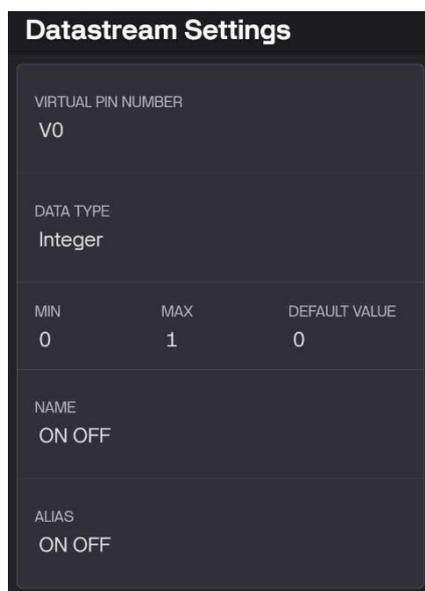 Datastream Settings
VIRTUAL PIN NUMBER
V0
DATA TYPE
Integer
MIN MAX DEFAULT VALUE
0 1 0
NAME
ON OFF
ALIAS
ON OFF